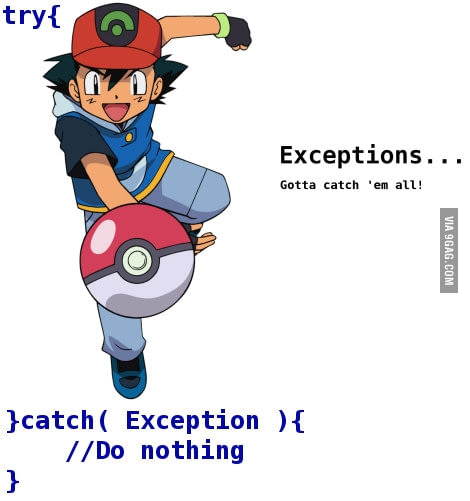 try{
Exceptions...
Gotta catch 'em all!
VIA 9GAG.COM
}catch( Exception ){
//Do nothing
}